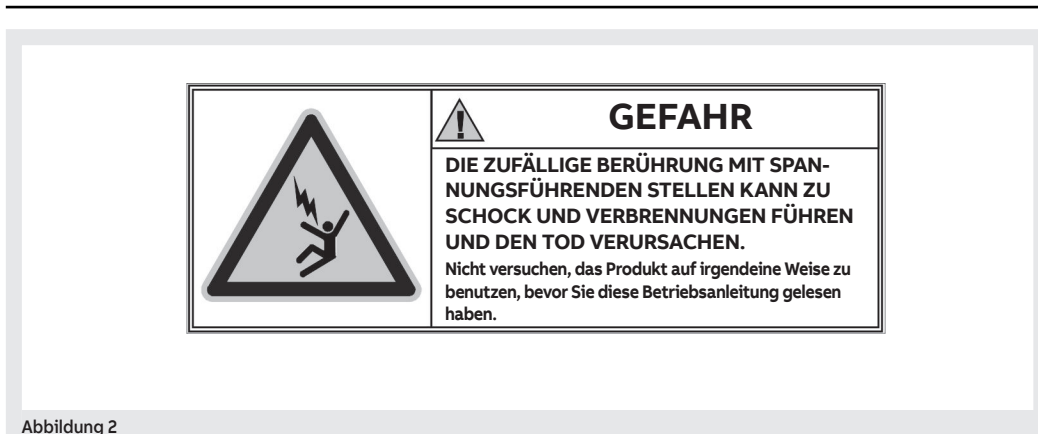 GEFAHR
DIE ZUFÄLLIGE BERÜHRUNG MIT SPAN-
NUNGSFÜHRENDEN STELLEN KANN ZU
SCHOCK UND VERBRENNUNGEN FÜHREN
UND DEN TOD VERURSACHEN.
Nicht versuchen, das Produkt auf irgendeine Weise zu
benutzen, bevor Sie diese Betriebsanleitung gelesen
haben.
Abbildung 2